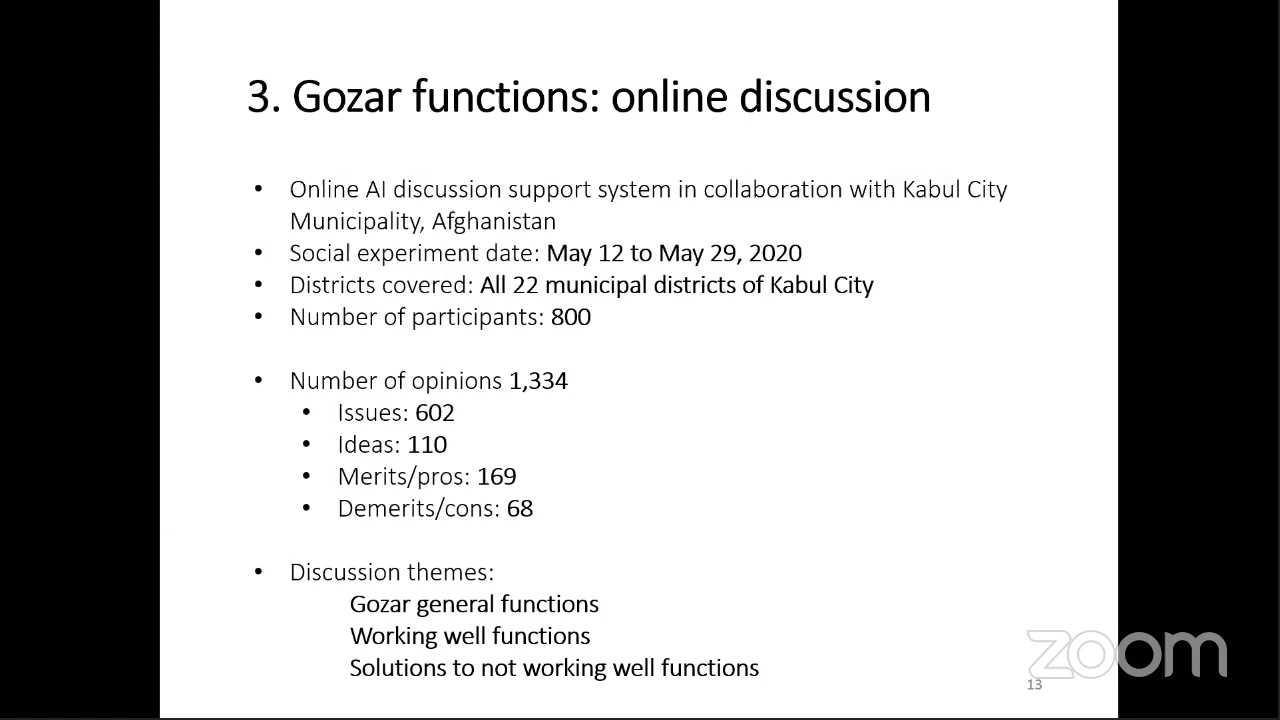 3. Gozar functions: online discussion
• Online AI discussion support system in collaboration with Kabul City
Municipality, Afghanistan
• Social experiment date: May 12 to May 29, 2020
• Districts covered: All 22 municipal districts of Kabul City
• Number of participants: 800
• Number of opinions 1,334
• Issues: 602
• Ideas: 110
• Merits/pros: 169
• Demerits/cons: 68
• Discussion themes:
Gozar general functions
Working well functions
Solutions to not working well functions
zoom
13